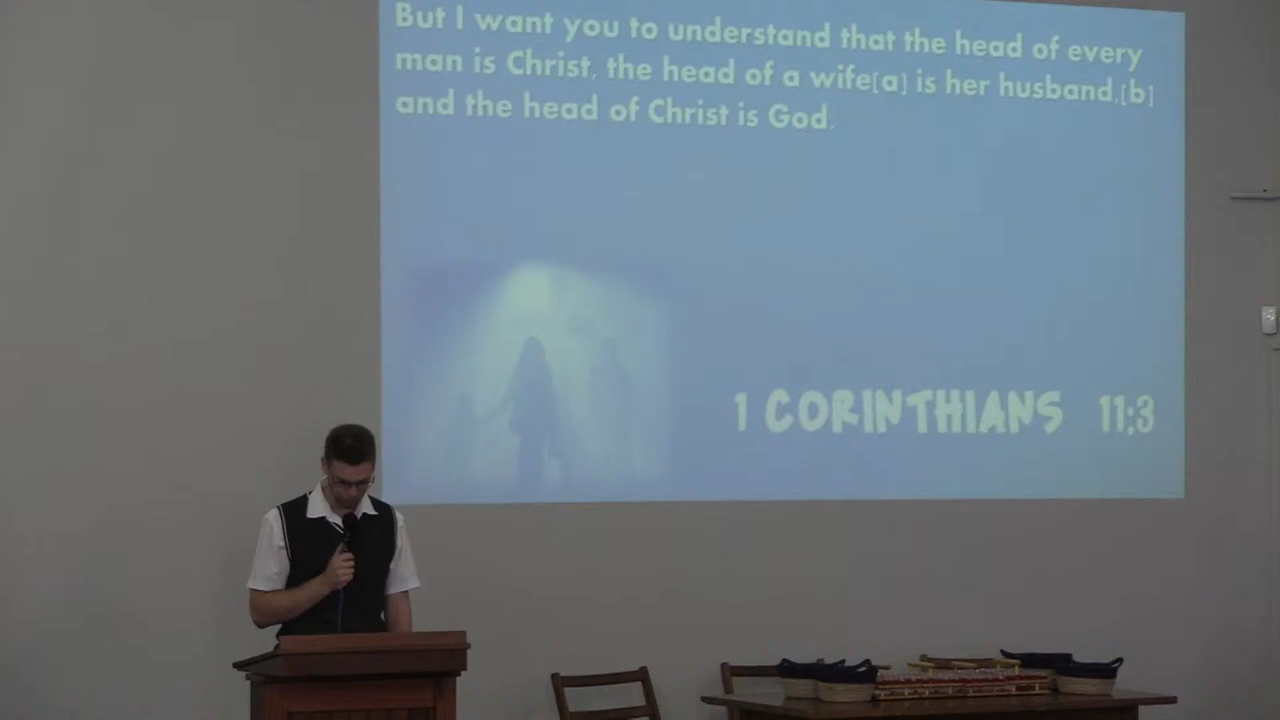 But I want you to understand that the head of every
man is Christ, the head of a wife[a] is her husband,[b]
and the head of Christ is God.
1 CORINTHIANS 11:3